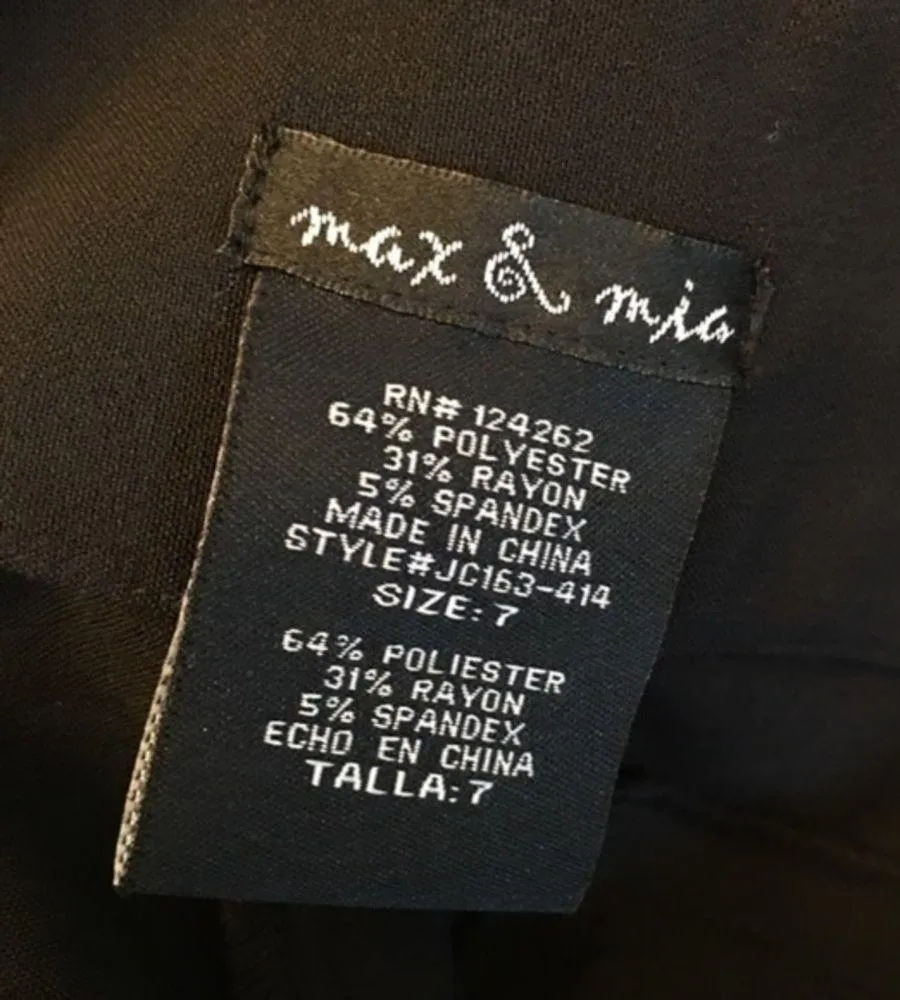 max & mia
RN# 124262
64% POLYESTER
31% RAYON
5% SPANDEX
MADE IN CHINA
STYLE#JC163-414
SIZE: 7
64% POLIESTER
31% RAYON
5% SPANDEX
ECHO EN CHINA
TALLA: 7